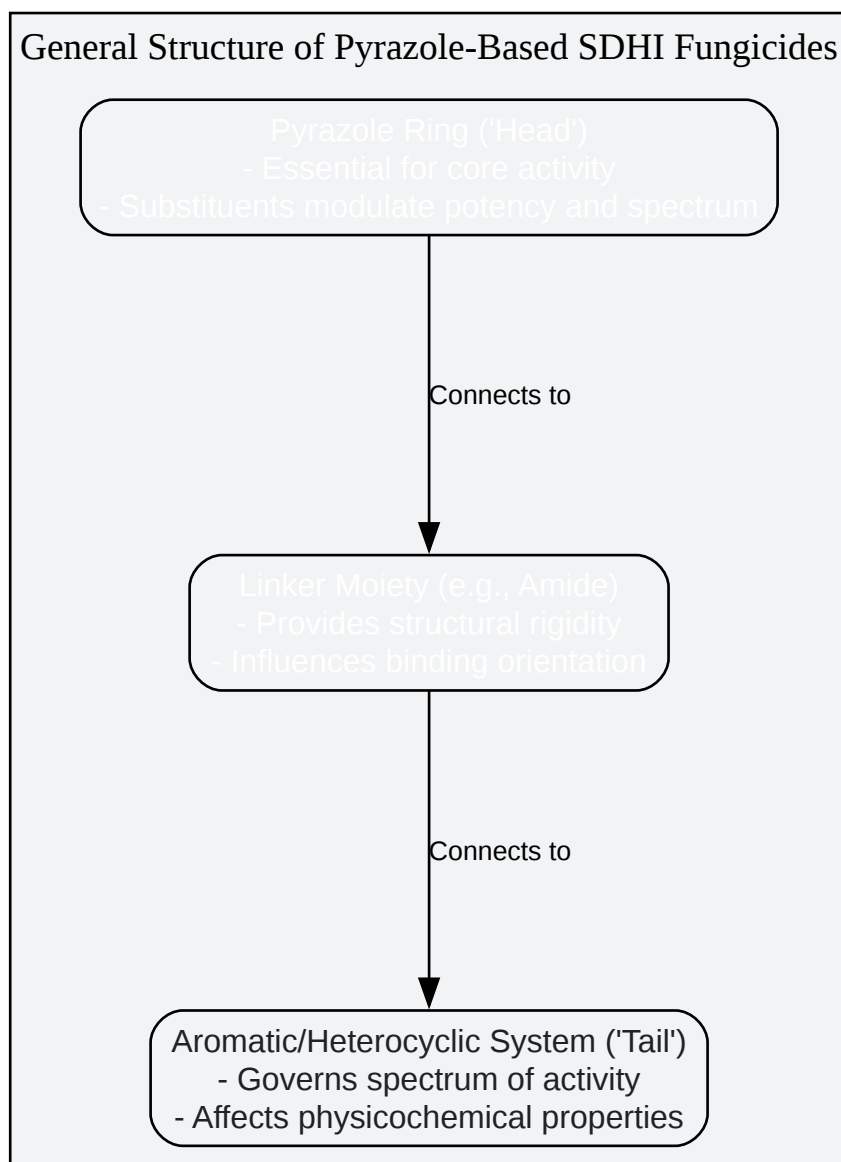 General Structure of Pyrazole-Based SDHI Fungicides
Pyrazole Ring ('Head')
- Essential for core activity
- Substituents modulate potency and spectrum
Connects to
Linker Moiety (e.g., Amide)
- Provides structural rigidity
- Influences binding orientation
Connects to
Aromatic/Heterocyclic System ('Tail')
- Governs spectrum of activity
- Affects physicochemical properties